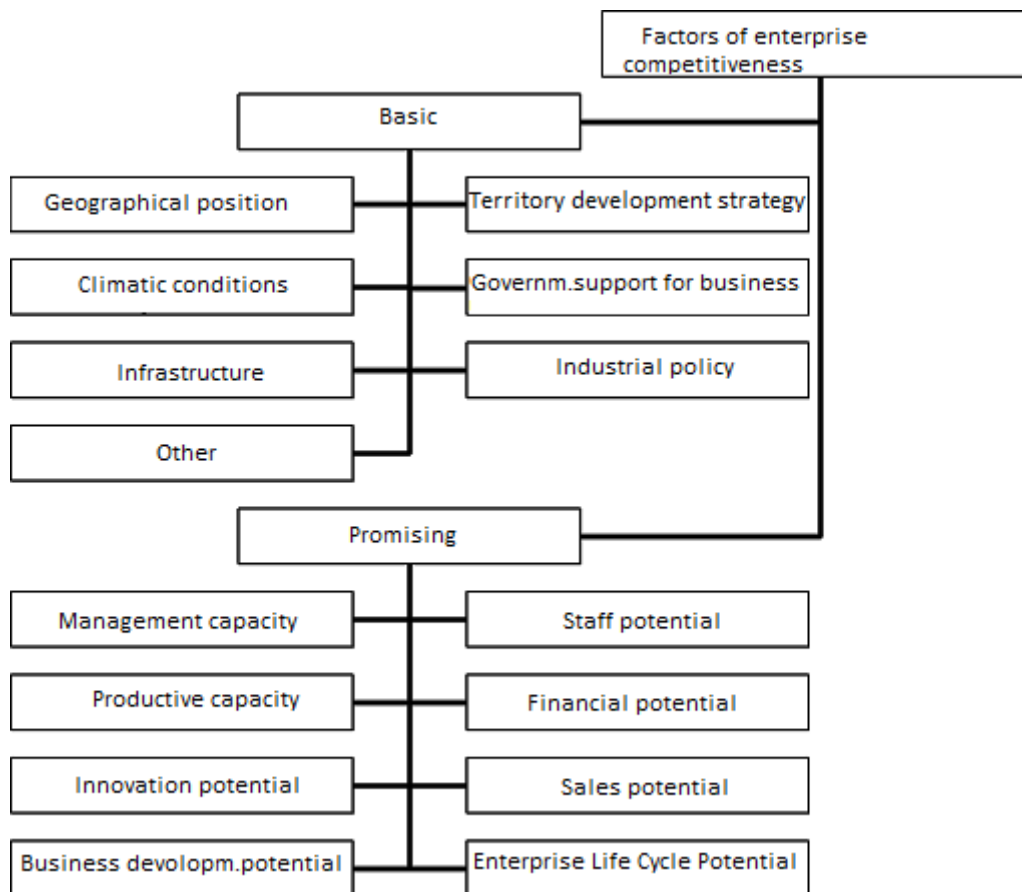 Factors of enterprise
competitiveness
Basic
Geographical position
Territory development strategy
Climatic conditions
Governm.support for business
Infrastructure
Industrial policy
Other
Promising
Management capacity
Staff potential
Productive capacity
Financial potential
Innovation potential
Sales potential
Business devolopm.potential
Enterprise Life Cycle Potential